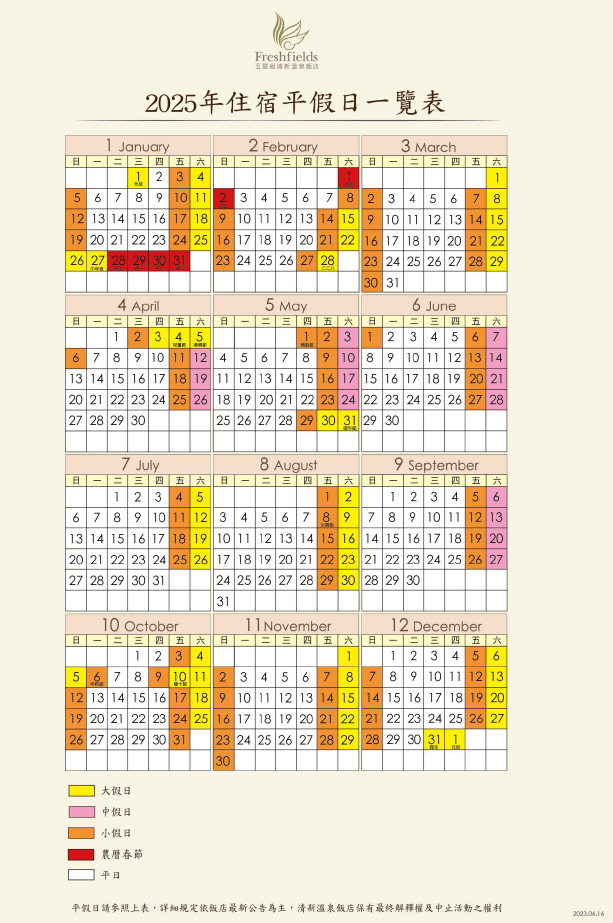 Freshfields
五星級清新溫泉飯店
2025年住宿平假日一覽表
1 January
日 一 二 三 四 五 六
1 2 3 4
元旦
5 6 7 8 9 10 11
12 13 14 15 16 17 18
19 20 21 22 23 24 25
26 27 28 29 30 31
小年夜
2 February
日 一 二 三 四 五 六
1
2 3 4 5 6 7 8
9 10 11 12 13 14 15
16 17 18 19 20 21 22
23 24 25 26 27 28
二二八
3 March
日 一 二 三 四 五 六
1
2 3 4 5 6 7 8
9 10 11 12 13 14 15
16 17 18 19 20 21 22
23 24 25 26 27 28 29
30 31
4 April
日 一 二 三 四 五 六
1 2 3 4 5
兒童節 清明節
6 7 8 9 10 11 12
13 14 15 16 17 18 19
20 21 22 23 24 25 26
27 28 29 30
5 May
日 一 二 三 四 五 六
1 2 3
勞動節
4 5 6 7 8 9 10
11 12 13 14 15 16 17
18 19 20 21 22 23 24
25 26 27 28 29 30 31
端午節
6 June
日 一 二 三 四 五 六
1 2 3 4 5 6 7
8 9 10 11 12 13 14
15 16 17 18 19 20 21
22 23 24 25 26 27 28
29 30
7 July
日 一 二 三 四 五 六
1 2 3 4 5
6 7 8 9 10 11 12
13 14 15 16 17 18 19
20 21 22 23 24 25 26
27 28 29 30 31
8 August
日 一 二 三 四 五 六
1 2
3 4 5 6 7 8 9
父親節
10 11 12 13 14 15 16
17 18 19 20 21 22 23
24 25 26 27 28 29 30
31
9 September
日 一 二 三 四 五 六
1 2 3 4 5 6
7 8 9 10 11 12 13
14 15 16 17 18 19 20
21 22 23 24 25 26 27
28 29 30
10 October
日 一 二 三 四 五 六
1 2 3 4
5 6 7 8 9 10 11
中秋節 雙十節
12 13 14 15 16 17 18
19 20 21 22 23 24 25
26 27 28 29 30 31
11 November
日 一 二 三 四 五 六
1
2 3 4 5 6 7 8
9 10 11 12 13 14 15
16 17 18 19 20 21 22
23 24 25 26 27 28 29
30
12 December
日 一 二 三 四 五 六
1 2 3 4 5 6
7 8 9 10 11 12 13
14 15 16 17 18 19 20
21 22 23 24 25 26 27
28 29 30 31 1
跨年 元旦
大假日
中假日
小假日
農曆春節
平日
平假日請參照上表，詳細規定依飯店最新公告為主，清新溫泉飯店保有最終解釋權及中止活動之權利
2023.06.16